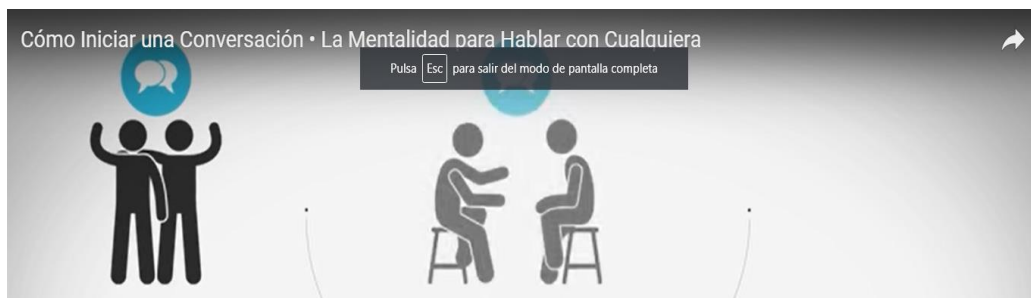 Cómo Iniciar una Conversación • La Mentalidad para Hablar con Cualquiera
Pulsa Esc para salir del modo de pantalla completa